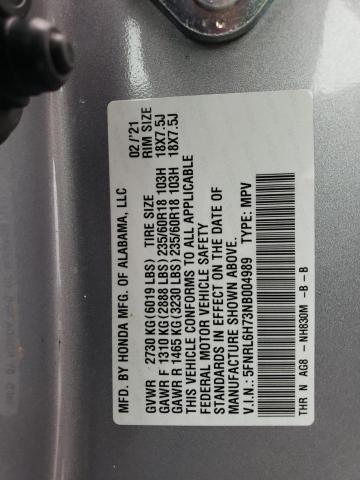 MFD. BY HONDA MFG. OF ALABAMA, LLC 02/'21
GVWR 2730 KG (6019 LBS) TIRE SIZE RIM SIZE
GAWR F 1310 KG (2888 LBS) 235/60R18 103H 18X7.5J
GAWR R 1465 KG (3230 LBS) 235/60R18 103H 18X7.5J
THIS VEHICLE CONFORMS TO ALL APPLICABLE
FEDERAL MOTOR VEHICLE SAFETY
STANDARDS IN EFFECT ON THE DATE OF
MANUFACTURE SHOWN ABOVE.
V.I.N.: 5FNRL6H73NB004989 TYPE: MPV
THR N AG8 - NH830M -B - B